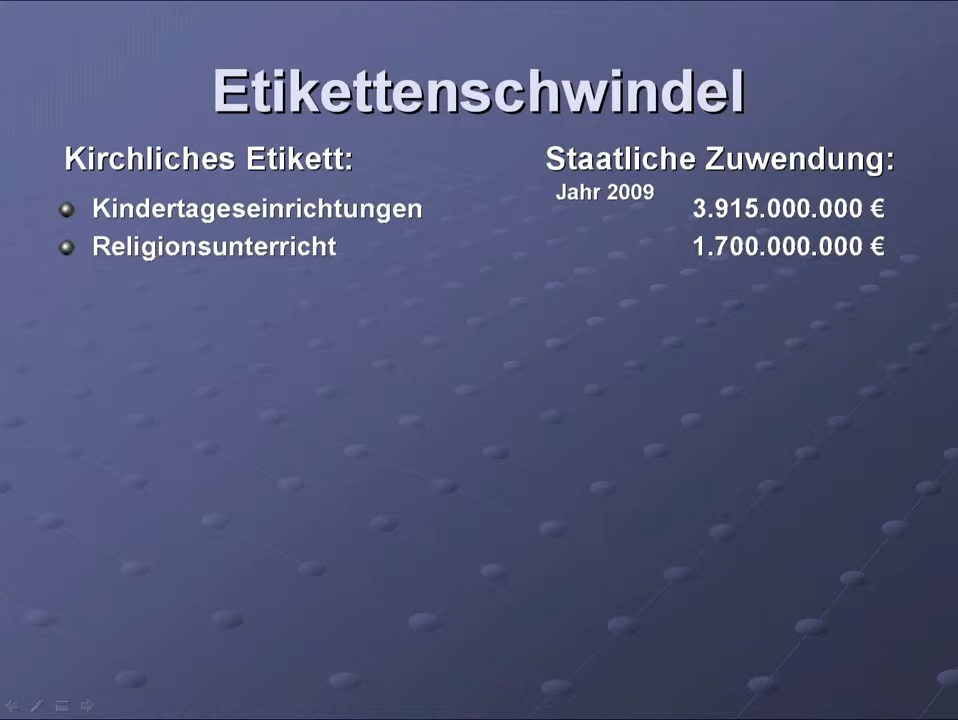 Etikettenschwindel
Kirchliches Etikett: Staatliche Zuwendung:
Jahr 2009
Kindertageseinrichtungen 3.915.000.000 €
Religionsunterricht 1.700.000.000 €